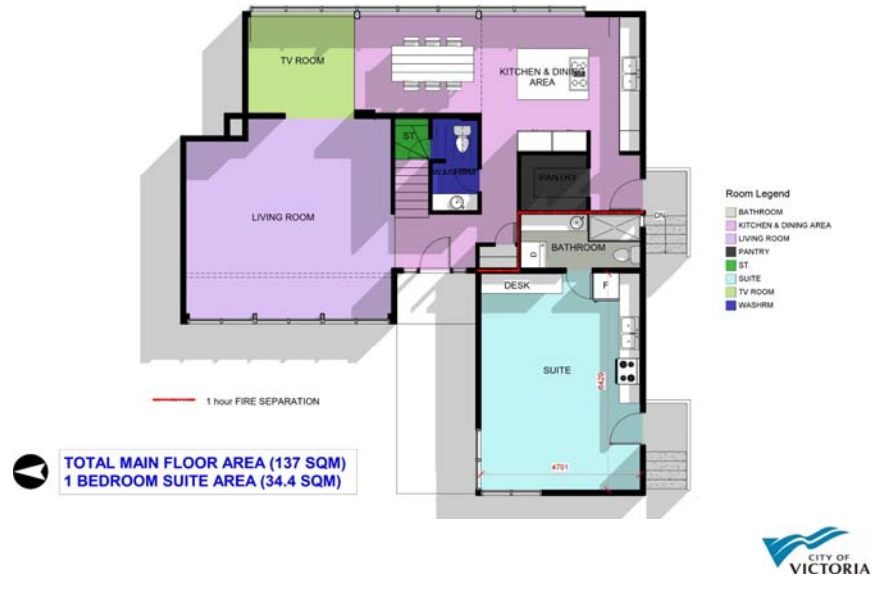 TV ROOM
KITCHEN & DINING
AREA
ST.
WASHRM
PANTRY
LIVING ROOM
DN
BATHROOM
D
DESK
F
SUITE
6429
4701
Room Legend
BATHROOM
KITCHEN & DINING AREA
LIVING ROOM
PANTRY
ST.
SUITE
TV ROOM
WASHRM
1 hour FIRE SEPARATION
TOTAL MAIN FLOOR AREA (137 SQM)
1 BEDROOM SUITE AREA (34.4 SQM)
CITY OF
VICTORIA